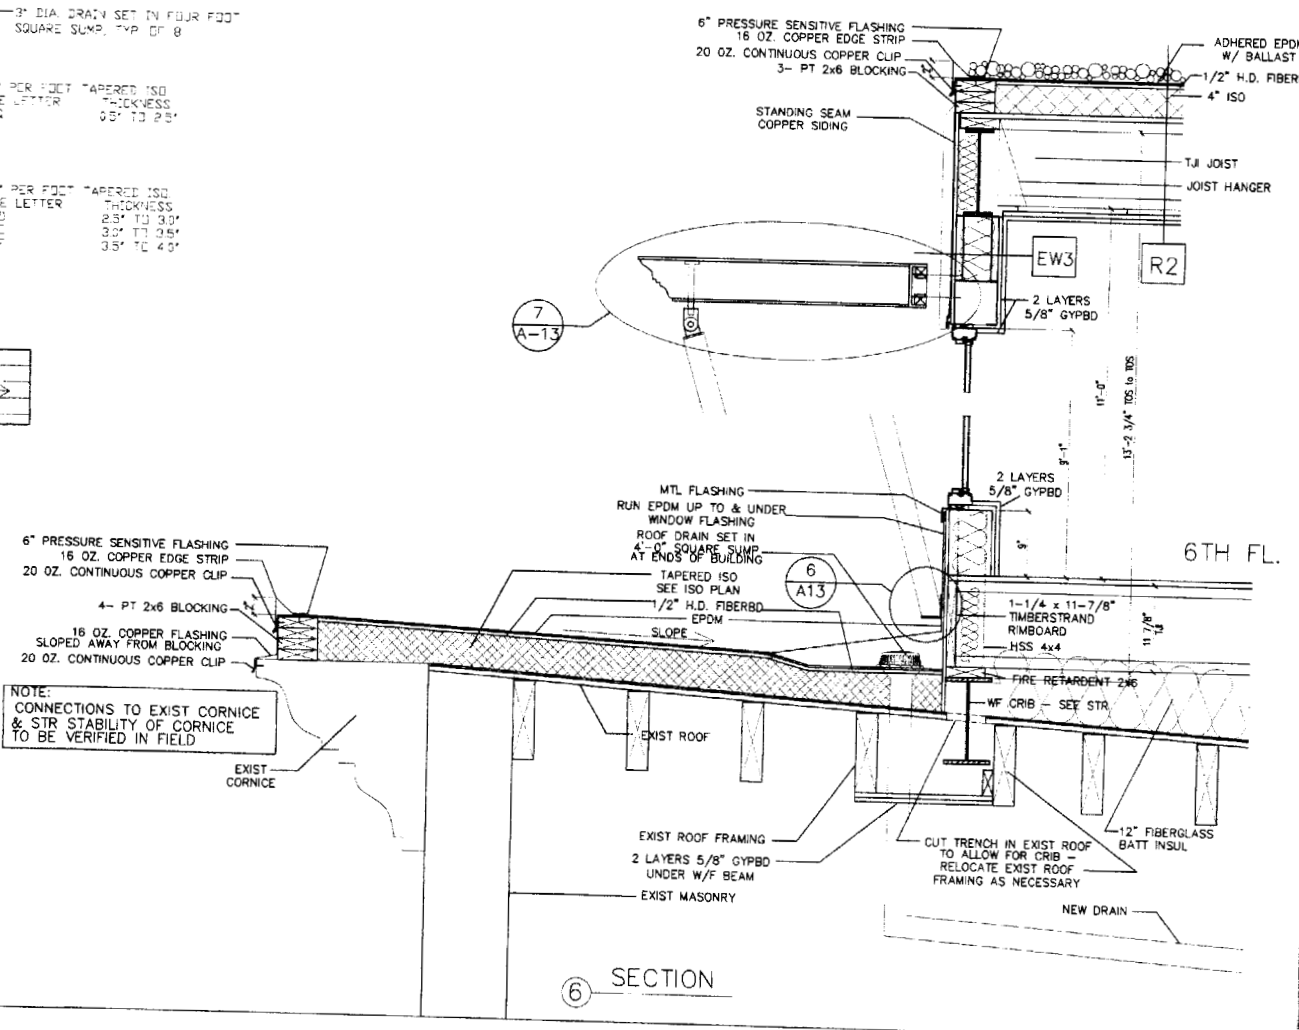 3" DIA. DRAIN SET IN FOUR FOOT
SQUARE SUMP, TYP OF 8
PER FOOT TAPERED ISO
LETTER THICKNESS
0.5" TO 2.5"
PER FOOT TAPERED ISO
LETTER THICKNESS
2.5" TO 3.0"
3.0" TO 3.5"
3.5" TO 4.0"
6" PRESSURE SENSITIVE FLASHING
16 OZ. COPPER EDGE STRIP
20 OZ. CONTINUOUS COPPER CLIP
3- PT 2x6 BLOCKING
STANDING SEAM
COPPER SIDING
ADHERED EPD
W/ BALLAST
1/2" H.D. FIBER
4" ISO
TJI JOIST
JOIST HANGER
EW3
R2
2 LAYERS
5/8" GYPBD
7
A-13
11'-0"
13'-2 3/4" TOS to TOS
9'-1"
2 LAYERS
5/8" GYPBD
MTL FLASHING
RUN EPDM UP TO & UNDER
WINDOW FLASHING
ROOF DRAIN SET IN
4'-0" SQUARE SUMP
AT ENDS OF BUILDING
TAPERED ISO
SEE ISO PLAN
1/2" H.D. FIBERBD
EPDM
SLOPE
6
A13
9"
6TH FL.
6" PRESSURE SENSITIVE FLASHING
16 OZ. COPPER EDGE STRIP
20 OZ. CONTINUOUS COPPER CLIP
4- PT 2x6 BLOCKING
16 OZ. COPPER FLASHING
SLOPED AWAY FROM BLOCKING
20 OZ. CONTINUOUS COPPER CLIP
NOTE:
CONNECTIONS TO EXIST CORNICE
& STR STABILITY OF CORNICE
TO BE VERIFIED IN FIELD
EXIST
CORNICE
1-1/4 x 11-7/8"
TIMBERSTRAND
RIMBOARD
HSS 4x4
11 7/8"
TJI
FIRE RETARDENT 2x6
WF CRIB - SEE STR
EXIST ROOF
EXIST ROOF FRAMING
2 LAYERS 5/8" GYPBD
UNDER W/F BEAM
EXIST MASONRY
CUT TRENCH IN EXIST ROOF
TO ALLOW FOR CRIB -
RELOCATE EXIST ROOF
FRAMING AS NECESSARY
12" FIBERGLASS
BATT INSUL
NEW DRAIN
6 SECTION